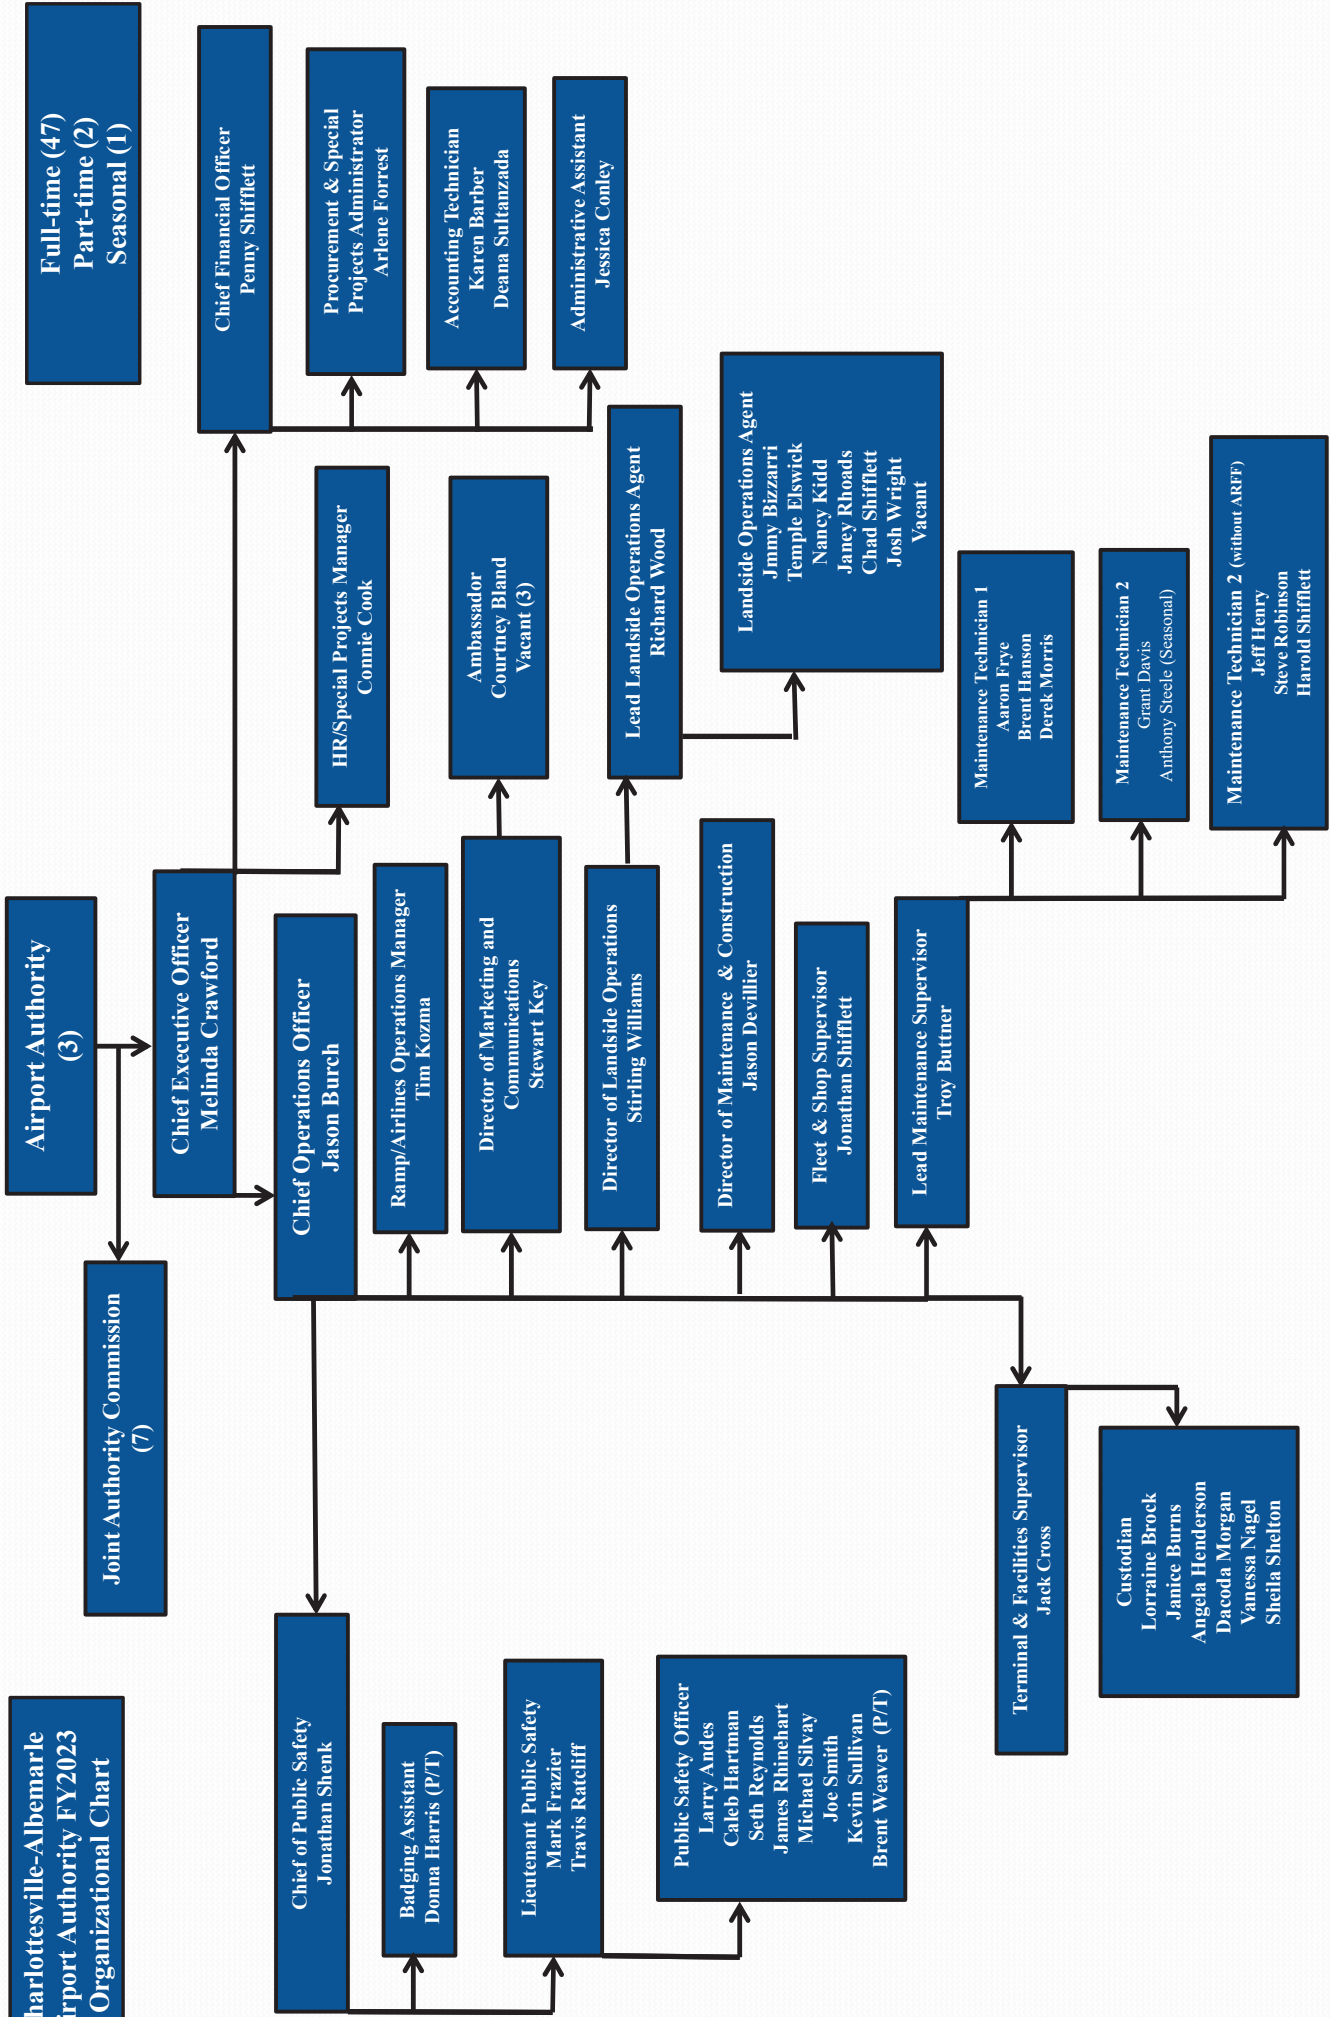 harlottesville-Albemarle
irport Authority FY2023
Organizational Chart
Airport Authority
(3)
Full-time (47)
Part-time (2)
Seasonal (1)
Joint Authority Commission
(7)
Chief Executive Officer
Melinda Crawford
Chief Financial Officer
Penny Shifflett
Procurement & Special
Projects Administrator
Arlene Forrest
Accounting Technician
Karen Barber
Deana Sultanzada
Administrative Assistant
Jessica Conley
HR/Special Projects Manager
Connie Cook
Chief Operations Officer
Jason Burch
Chief of Public Safety
Jonathan Shenk
Badging Assistant
Donna Harris (P/T)
Lieutenant Public Safety
Mark Frazier
Travis Ratcliff
Public Safety Officer
Larry Andes
Caleb Hartman
Seth Reynolds
James Rhinehart
Michael Silvay
Joe Smith
Kevin Sullivan
Brent Weaver (P/T)
Ramp/Airlines Operations Manager
Tim Kozma
Director of Marketing and
Communications
Stewart Key
Ambassador
Courtney Bland
Vacant (3)
Director of Landside Operations
Stirling Williams
Lead Landside Operations Agent
Richard Wood
Landside Operations Agent
Jmmy Bizzarri
Temple Elswick
Nancy Kidd
Janey Rhoads
Chad Shifflett
Josh Wright
Vacant
Director of Maintenance & Construction
Jason Devillier
Fleet & Shop Supervisor
Jonathan Shifflett
Lead Maintenance Supervisor
Troy Buttner
Maintenance Technician 1
Aaron Frye
Brent Hanson
Derek Morris
Maintenance Technician 2
Grant Davis
Anthony Steele (Seasonal)
Maintenance Technician 2 (without ARFF)
Jeff Henry
Steve Robinson
Harold Shifflett
Terminal & Facilities Supervisor
Jack Cross
Custodian
Lorraine Brock
Janice Burns
Angela Henderson
Dacoda Morgan
Vanessa Nagel
Sheila Shelton